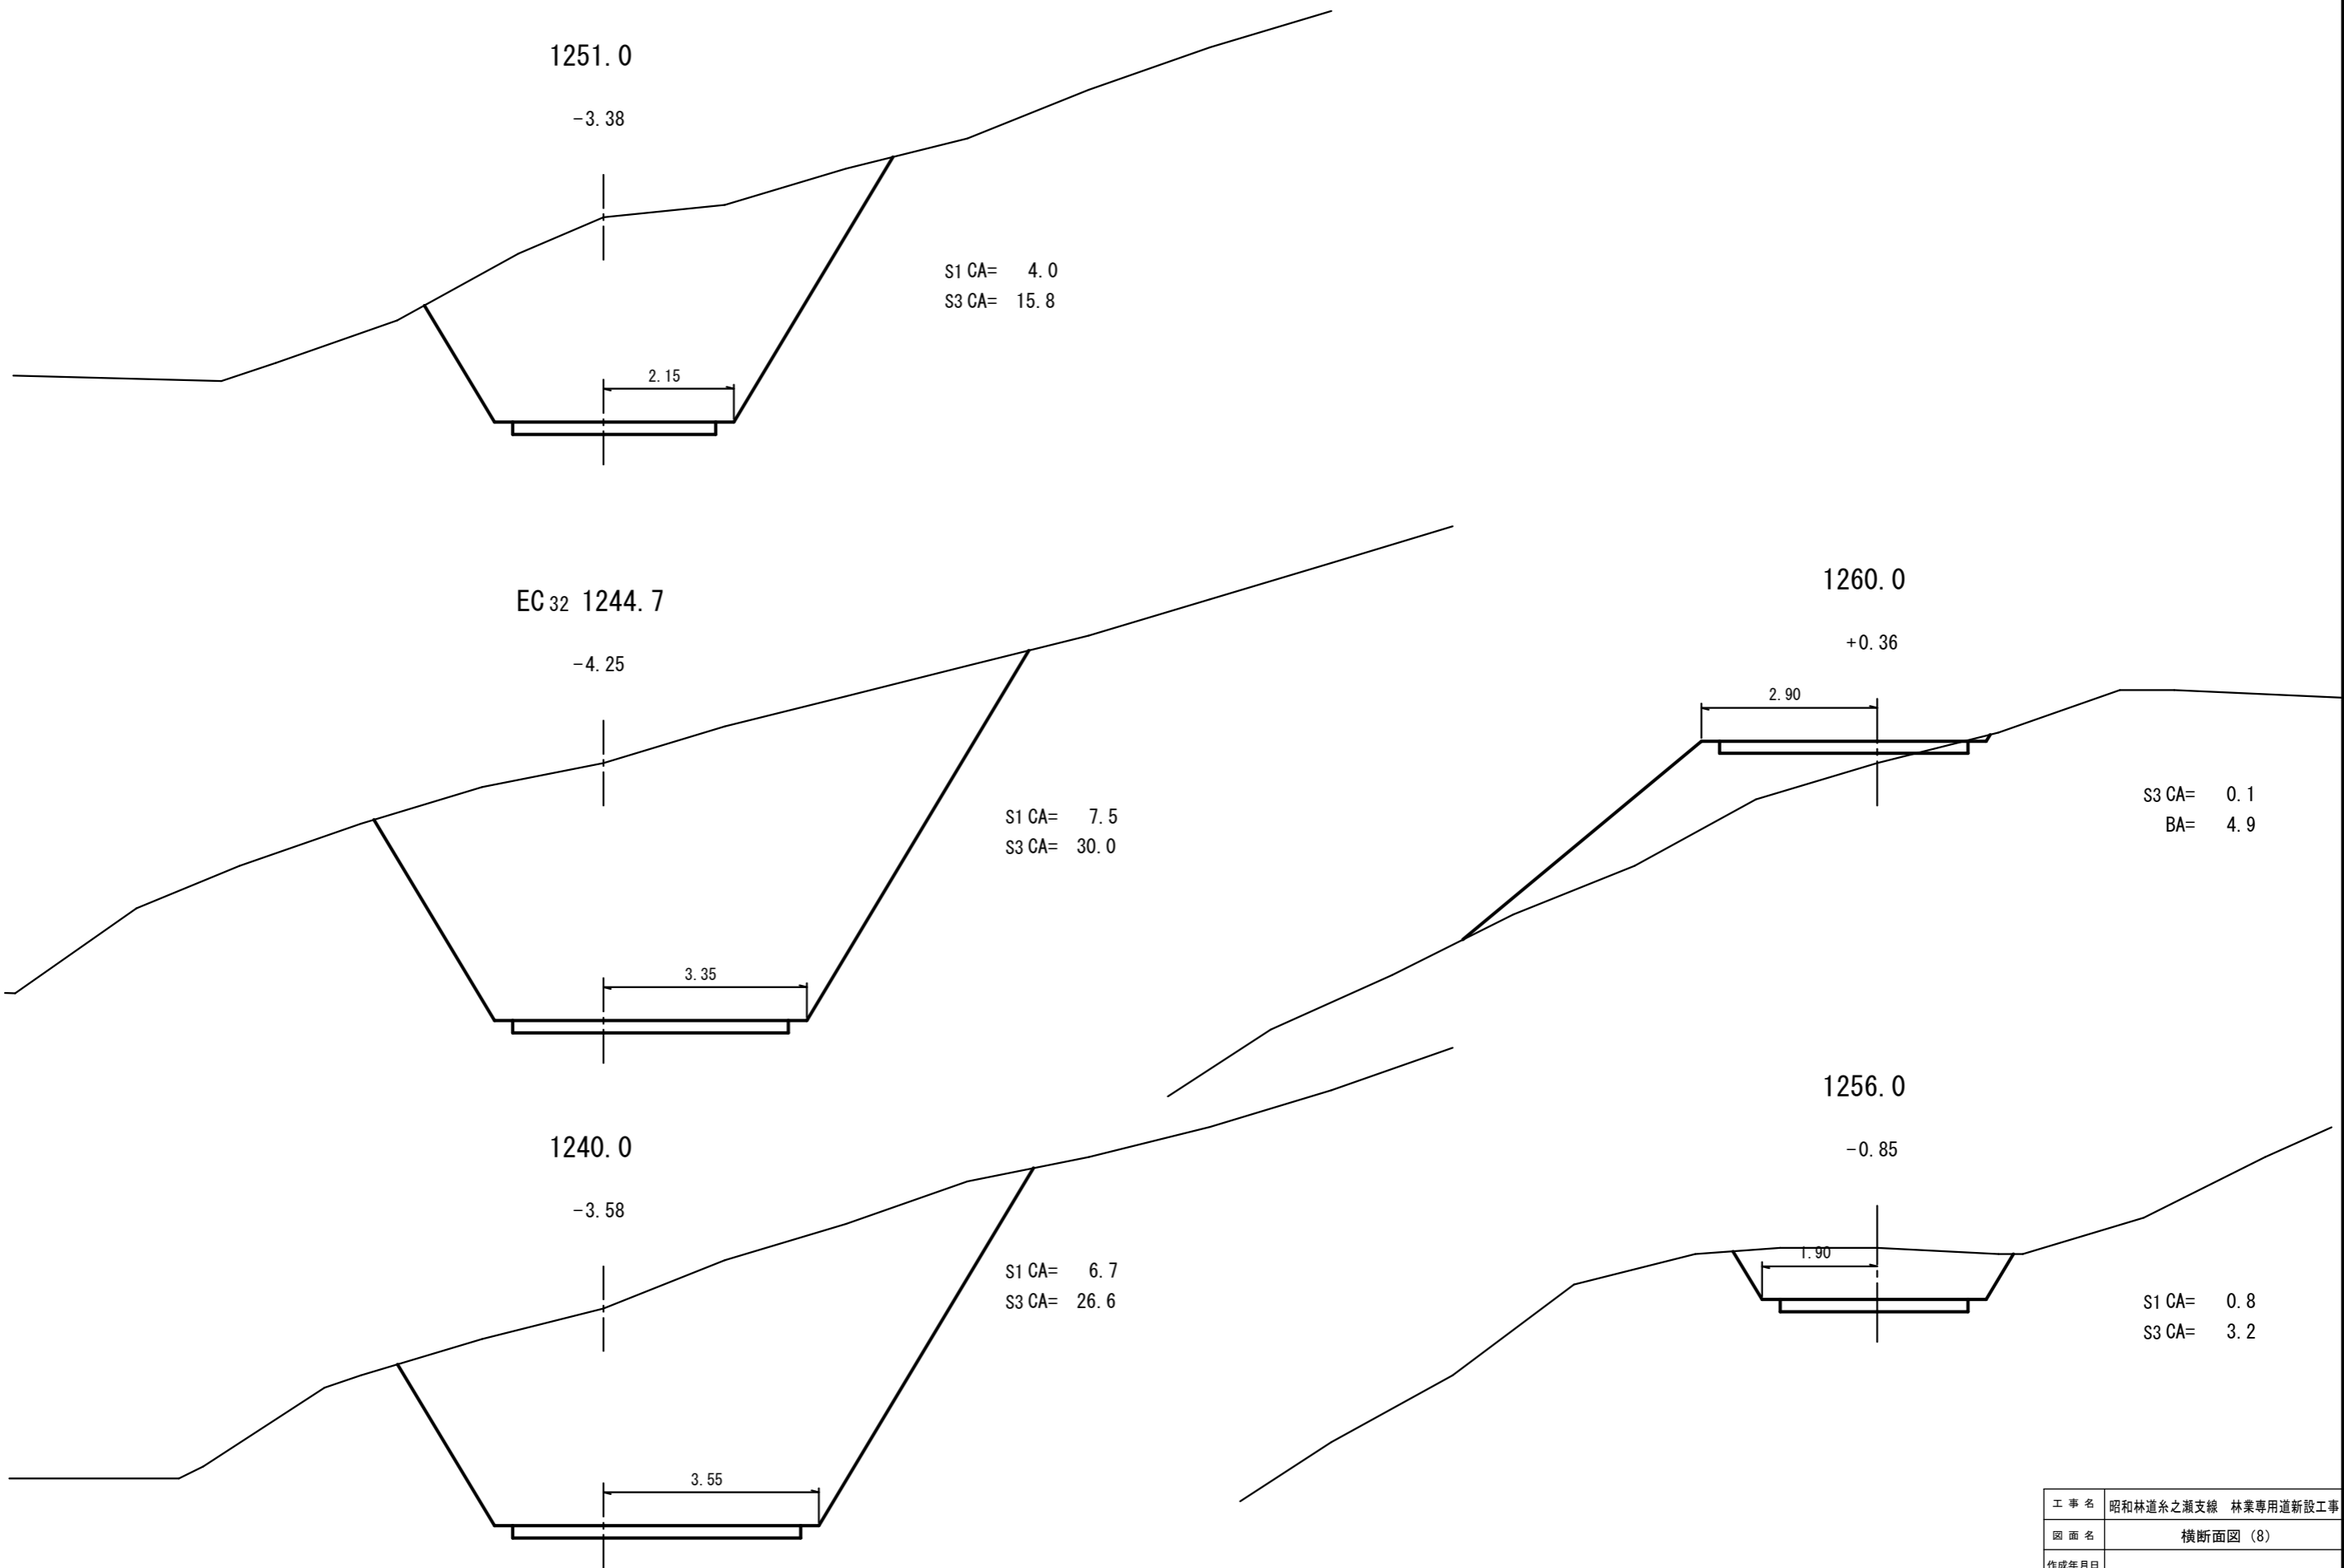 1251.0
-3.38
S1 CA= 4.0
S3 CA= 15.8
2.15
EC32 1244.7
-4.25
S1 CA= 7.5
S3 CA= 30.0
3.35
1240.0
-3.58
S1 CA= 6.7
S3 CA= 26.6
3.55
1260.0
+0.36
2.90
S3 CA= 0.1
BA= 4.9
1256.0
-0.85
1.90
S1 CA= 0.8
S3 CA= 3.2
工事名 昭和林道糸之瀬支線 林業専用道新設工事
図面名 横断面図(8)
作成年月日